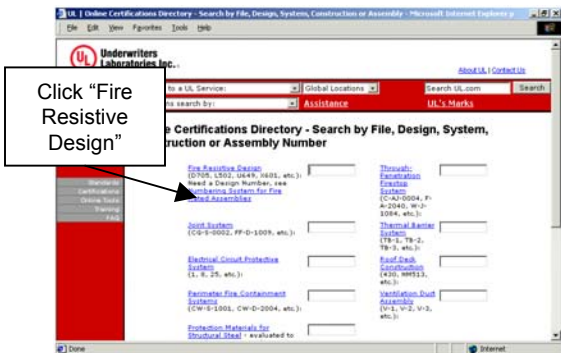 UL | Online Certifications Directory - Search by File, Design, System, Construction or Assembly - Microsoft Internet Explorer p
File Edit View Favorites Tools Help
UL
Underwriters
Laboratories Inc.
About UL | Contact Us
to a UL Service:
Global Locations
Search UL.com
Search
ns search by:
Assistance
UL's Marks
Click “Fire
Resistive
Design”
e Certifications Directory - Search by File, Design, System,
truction or Assembly Number
Standards
Certifications
Online Tools
Training
FAQ
Fire Resistive Design
(D705, L502, U649, X601, etc.):
Need a Design Number, see
Numbering System for Fire
Rated Assemblies
Through-
Penetration
Firestop
System
(C-AJ-0004, F-
A-2040, W-J-
1084, etc.):
Joint System
(CG-S-0002, FF-D-1009, etc.):
Thermal Barrier
System
(TB-1, TB-2,
TB-3, etc.):
Electrical Circuit Protective
System
(1, 8, 25, etc.):
Roof Deck
Construction
(430, NM513,
etc.):
Perimeter Fire Containment
Systems
(CW-S-1001, CW-D-2004, etc.):
Ventilation Duct
Assembly
(V-1, V-2, V-3,
etc.):
Protection Materials for
Structural Steel - evaluated to
Done
Internet